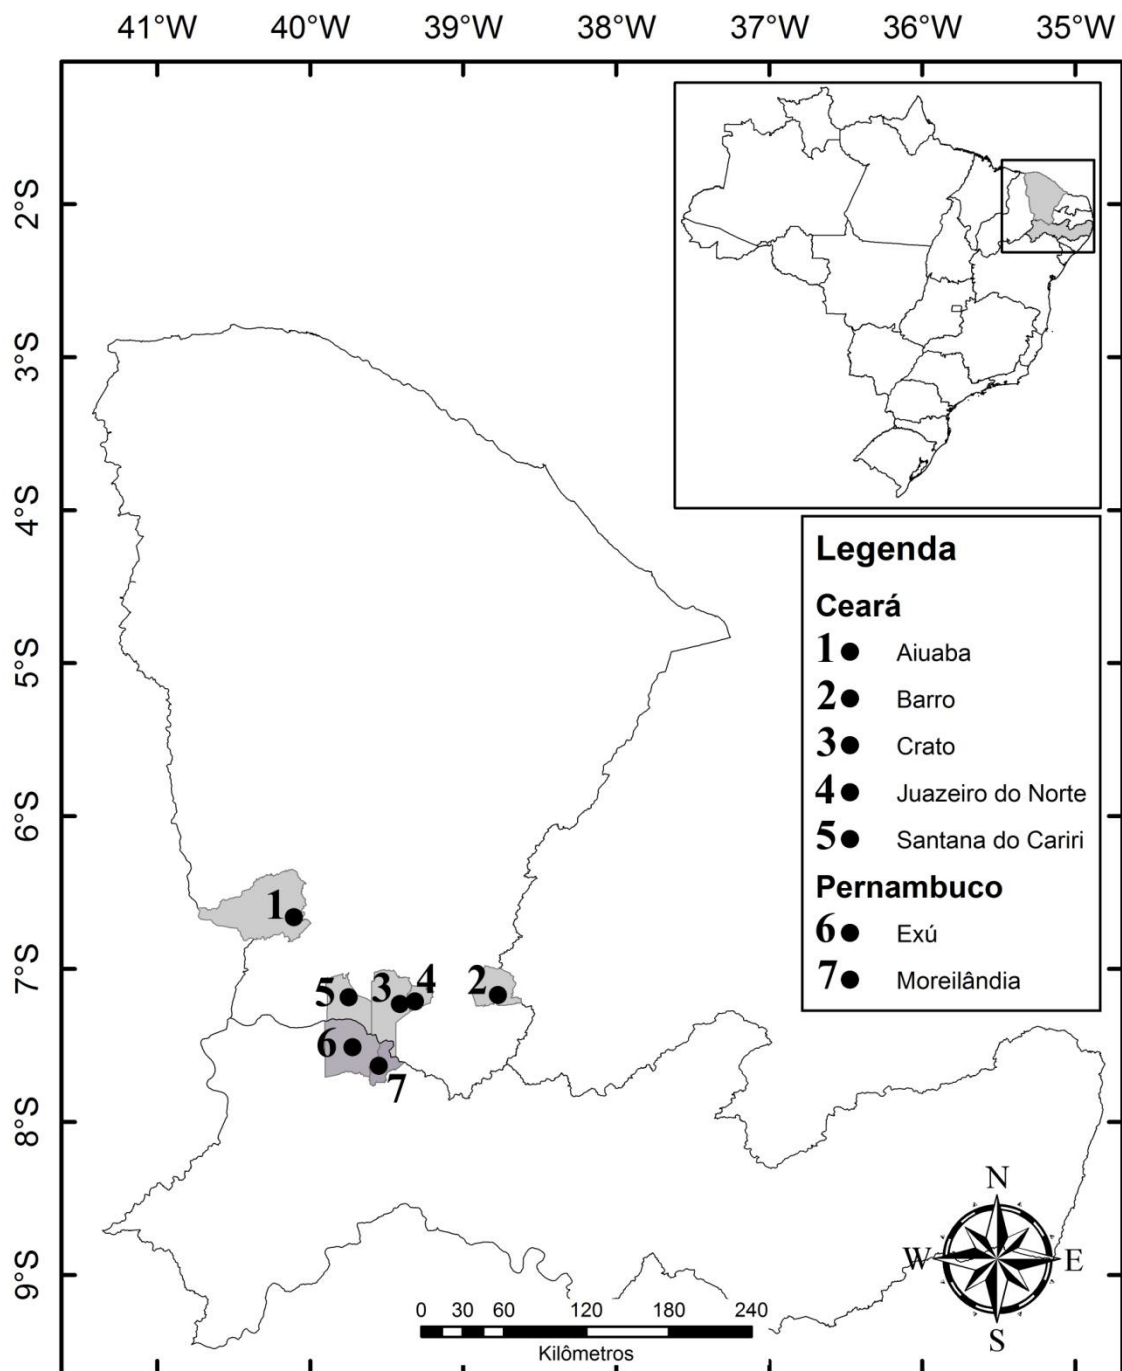 41°W 40°W 39°W 38°W 37°W 36°W 35°W
2°S
3°S
4°S
5°S
6°S
7°S
8°S
9°S
Legenda
Ceará
1 Aiuaba
2 Barro
3 Crato
4 Juazeiro do Norte
5 Santana do Cariri
Pernambuco
6 Exú
7 Moreilândia
1
5 3 4 2
6
7
N
W E
S
0 30 60 120 180 240
Kilômetros